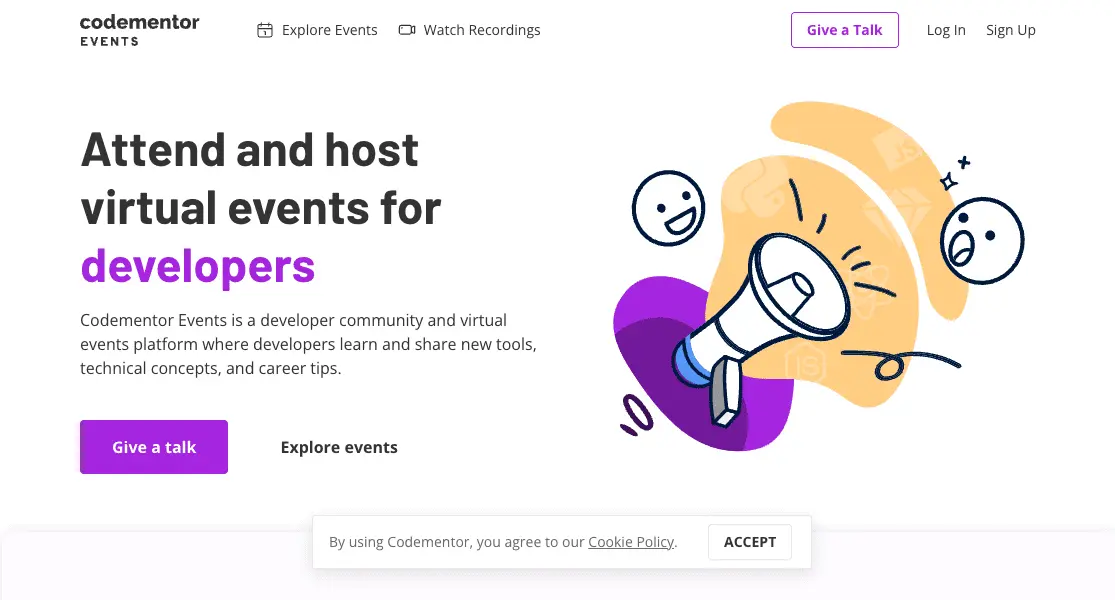 codementor
EVENTS
Explore Events
Watch Recordings
Give a Talk
Log In
Sign Up
Attend and host
virtual events for
developers
Codementor Events is a developer community and virtual
events platform where developers learn and share new tools,
technical concepts, and career tips.
Give a talk
Explore events
JS
JS
By using Codementor, you agree to our Cookie Policy.
ACCEPT